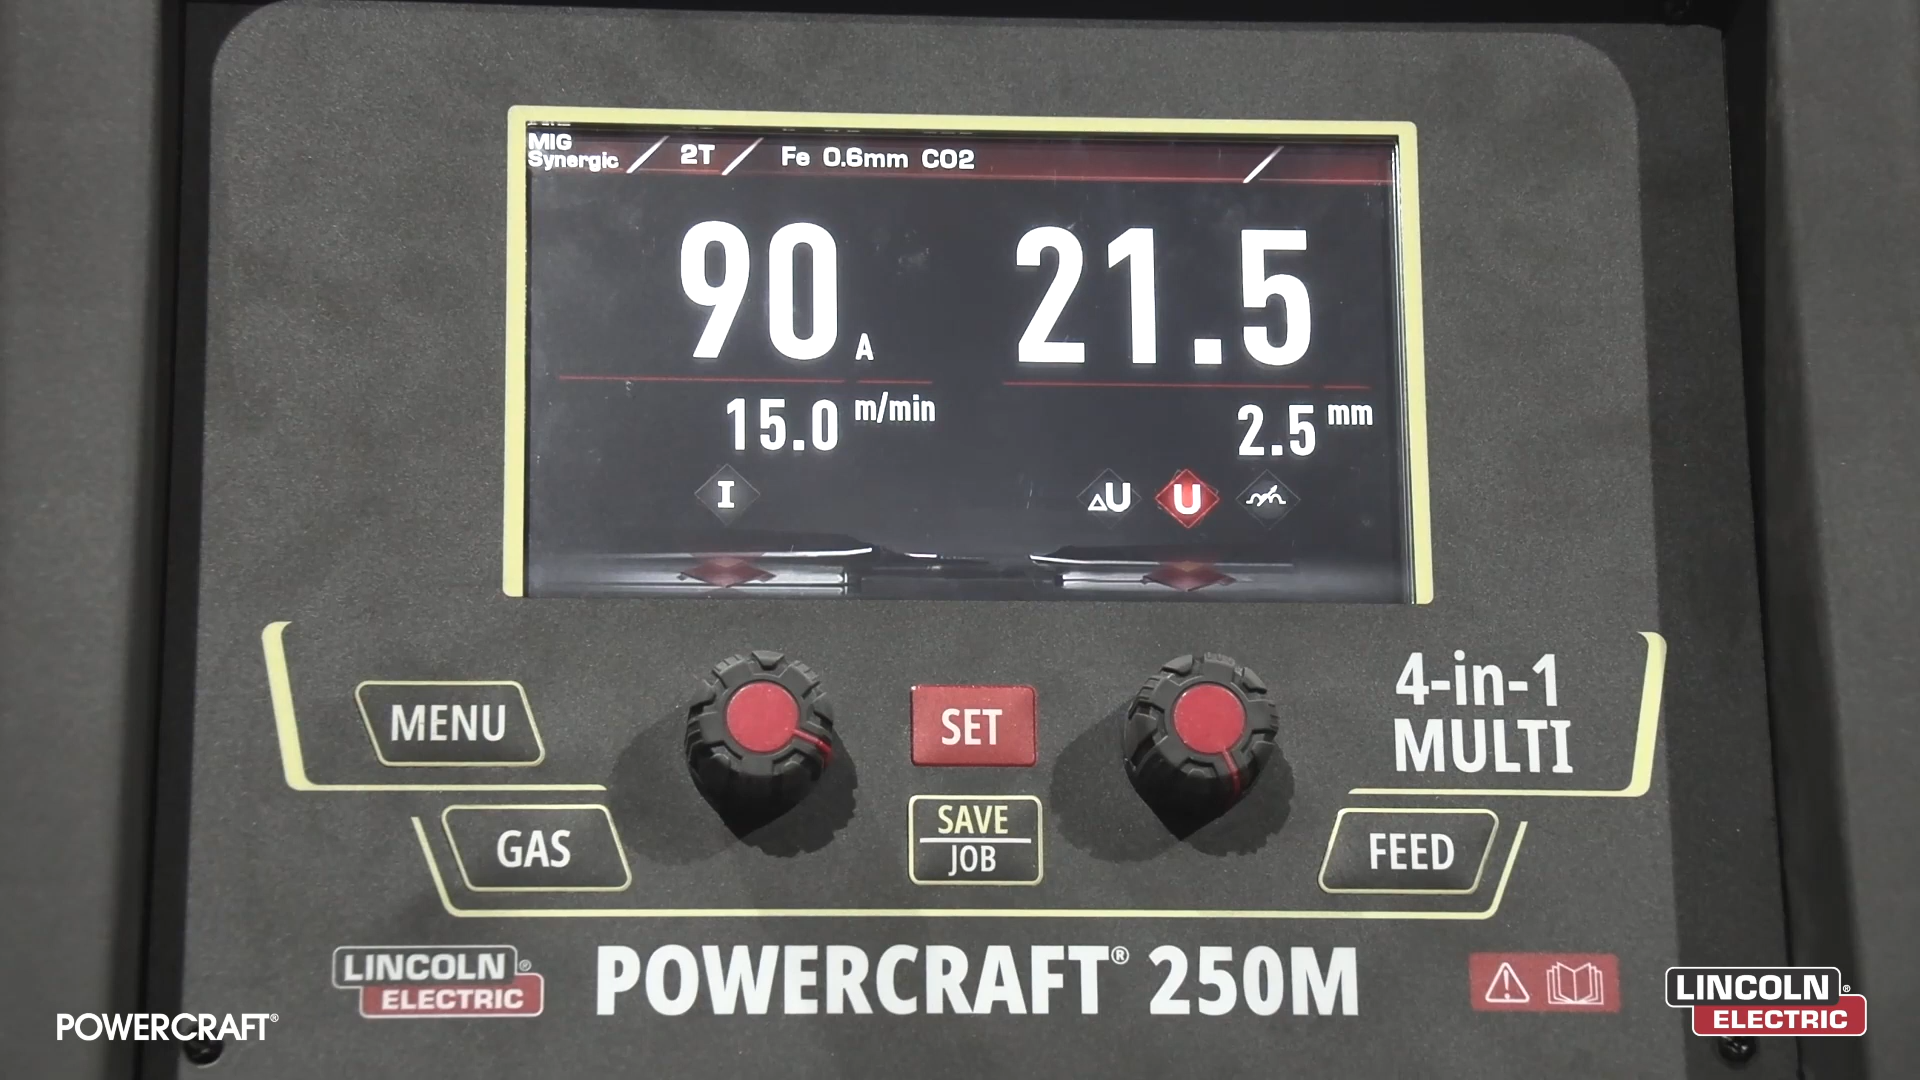 MIG
Synergic
2T
Fe 0.6mm CO2
90 A
21.5
15.0 m/min
2.5 mm
I
△U
U
MENU
SET
4-in-1
MULTI
GAS
SAVE
JOB
FEED
LINCOLN®
ELECTRIC
POWERCRAFT® 250M
POWERCRAFT®
LINCOLN®
ELECTRIC